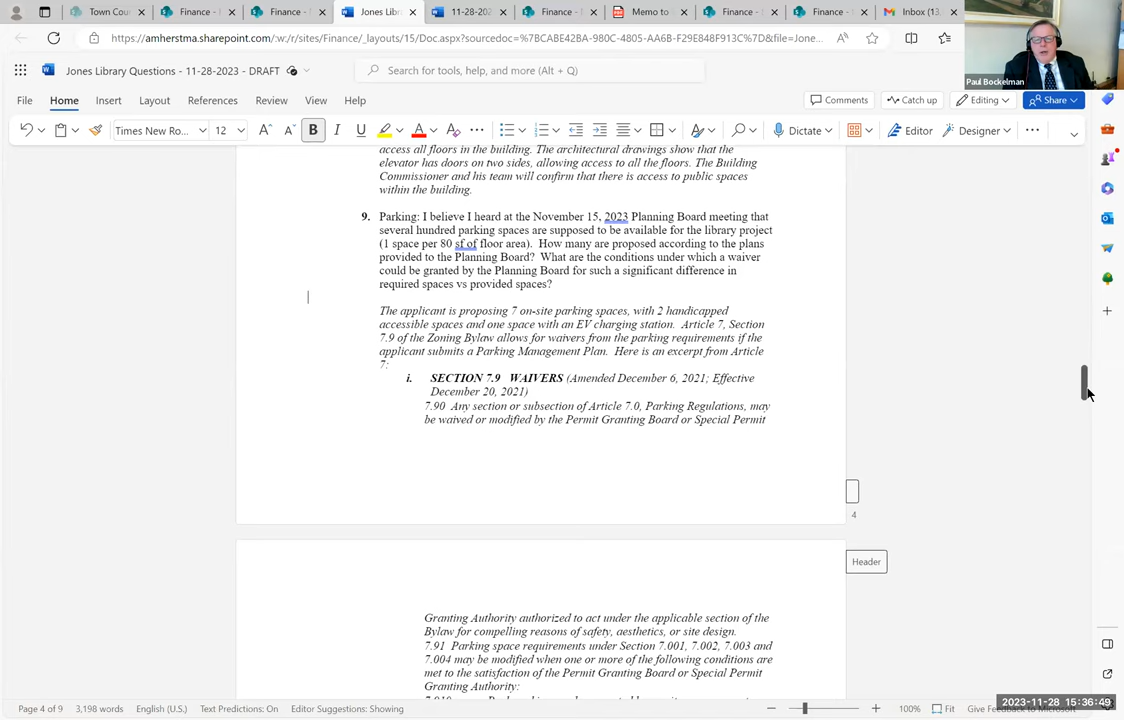 Town Cou
Finance -
Finance -
Jones Libr
11-28-202
Finance -
Memo to
Finance -
Finance -
Inbox (13,
https://amherstma.sharepoint.com/:w:/r/sites/Finance/_layouts/15/Doc.aspx?sourcedoc=%7BCABE42BA-980C-4805-AA6B-F29E848F913C%7D&file=Jone...
Paul Bockelman
Jones Library Questions - 11-28-2023 - DRAFT
Search for tools, help, and more (Alt + Q)
File Home Insert Layout References Review View Help
Comments Catch up Editing Share
Times New Ro... 12 B I U A Dictate Editor Designer
access all floors in the building. The architectural drawings show that the
elevator has doors on two sides, allowing access to all the floors. The Building
Commissioner and his team will confirm that there is access to public spaces
within the building.
9. Parking: I believe I heard at the November 15, 2023 Planning Board meeting that
several hundred parking spaces are supposed to be available for the library project
(1 space per 80 sf of floor area). How many are proposed according to the plans
provided to the Planning Board? What are the conditions under which a waiver
could be granted by the Planning Board for such a significant difference in
required spaces vs provided spaces?
The applicant is proposing 7 on-site parking spaces, with 2 handicapped
accessible spaces and one space with an EV charging station. Article 7, Section
7.9 of the Zoning Bylaw allows for waivers from the parking requirements if the
applicant submits a Parking Management Plan. Here is an excerpt from Article
7:
i. SECTION 7.9 WAIVERS (Amended December 6, 2021; Effective
December 20, 2021)
7.90 Any section or subsection of Article 7.0, Parking Regulations, may
be waived or modified by the Permit Granting Board or Special Permit
4
Header
Granting Authority authorized to act under the applicable section of the
Bylaw for compelling reasons of safety, aesthetics, or site design.
7.91 Parking space requirements under Section 7.001, 7.002, 7.003 and
7.004 may be modified when one or more of the following conditions are
met to the satisfaction of the Permit Granting Board or Special Permit
Granting Authority:
Page 4 of 9 3,198 words English (U.S.) Text Predictions: On Editor Suggestions: Showing 100% Fit Give Feedback to Microsoft
2023-11-28 15:36:49